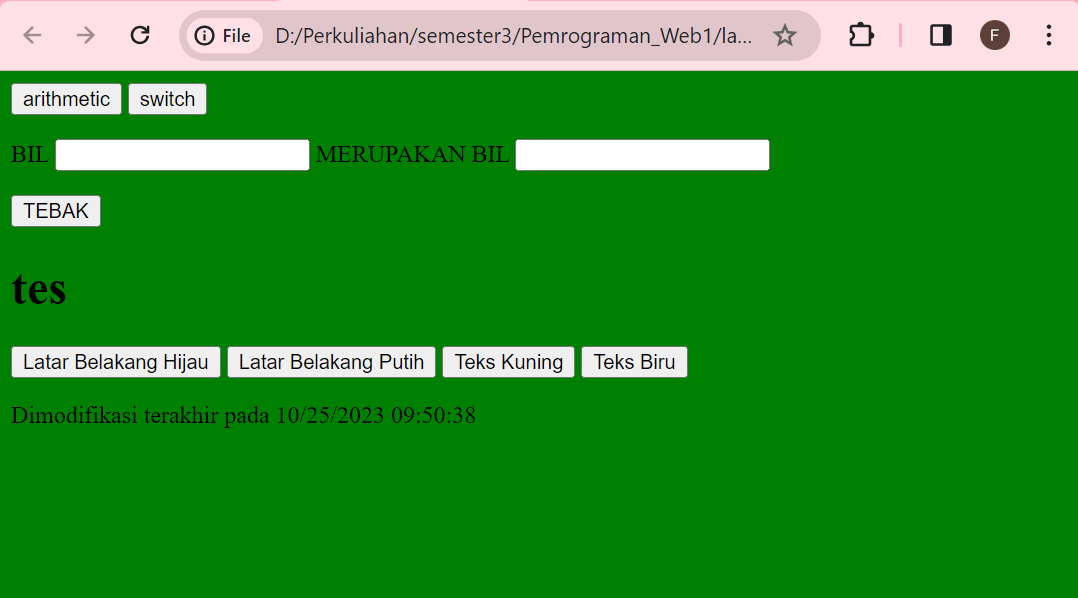 File D:/Perkuliahan/semester3/Pemrograman_Web1/la... F
arithmetic switch
BIL MERUPAKAN BIL
TEBAK
tes
Latar Belakang Hijau Latar Belakang Putih Teks Kuning Teks Biru
Dimodifikasi terakhir pada 10/25/2023 09:50:38